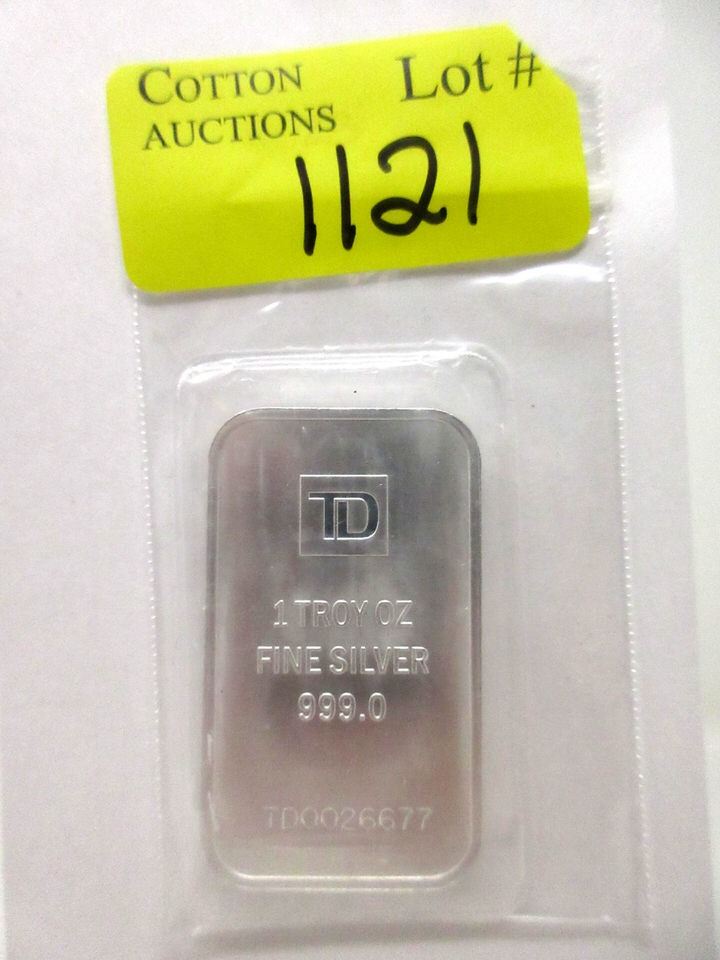 COTTON
AUCTIONS
Lot #
1121
TD
1 TROY OZ
FINE SILVER
999.0
TD0026677